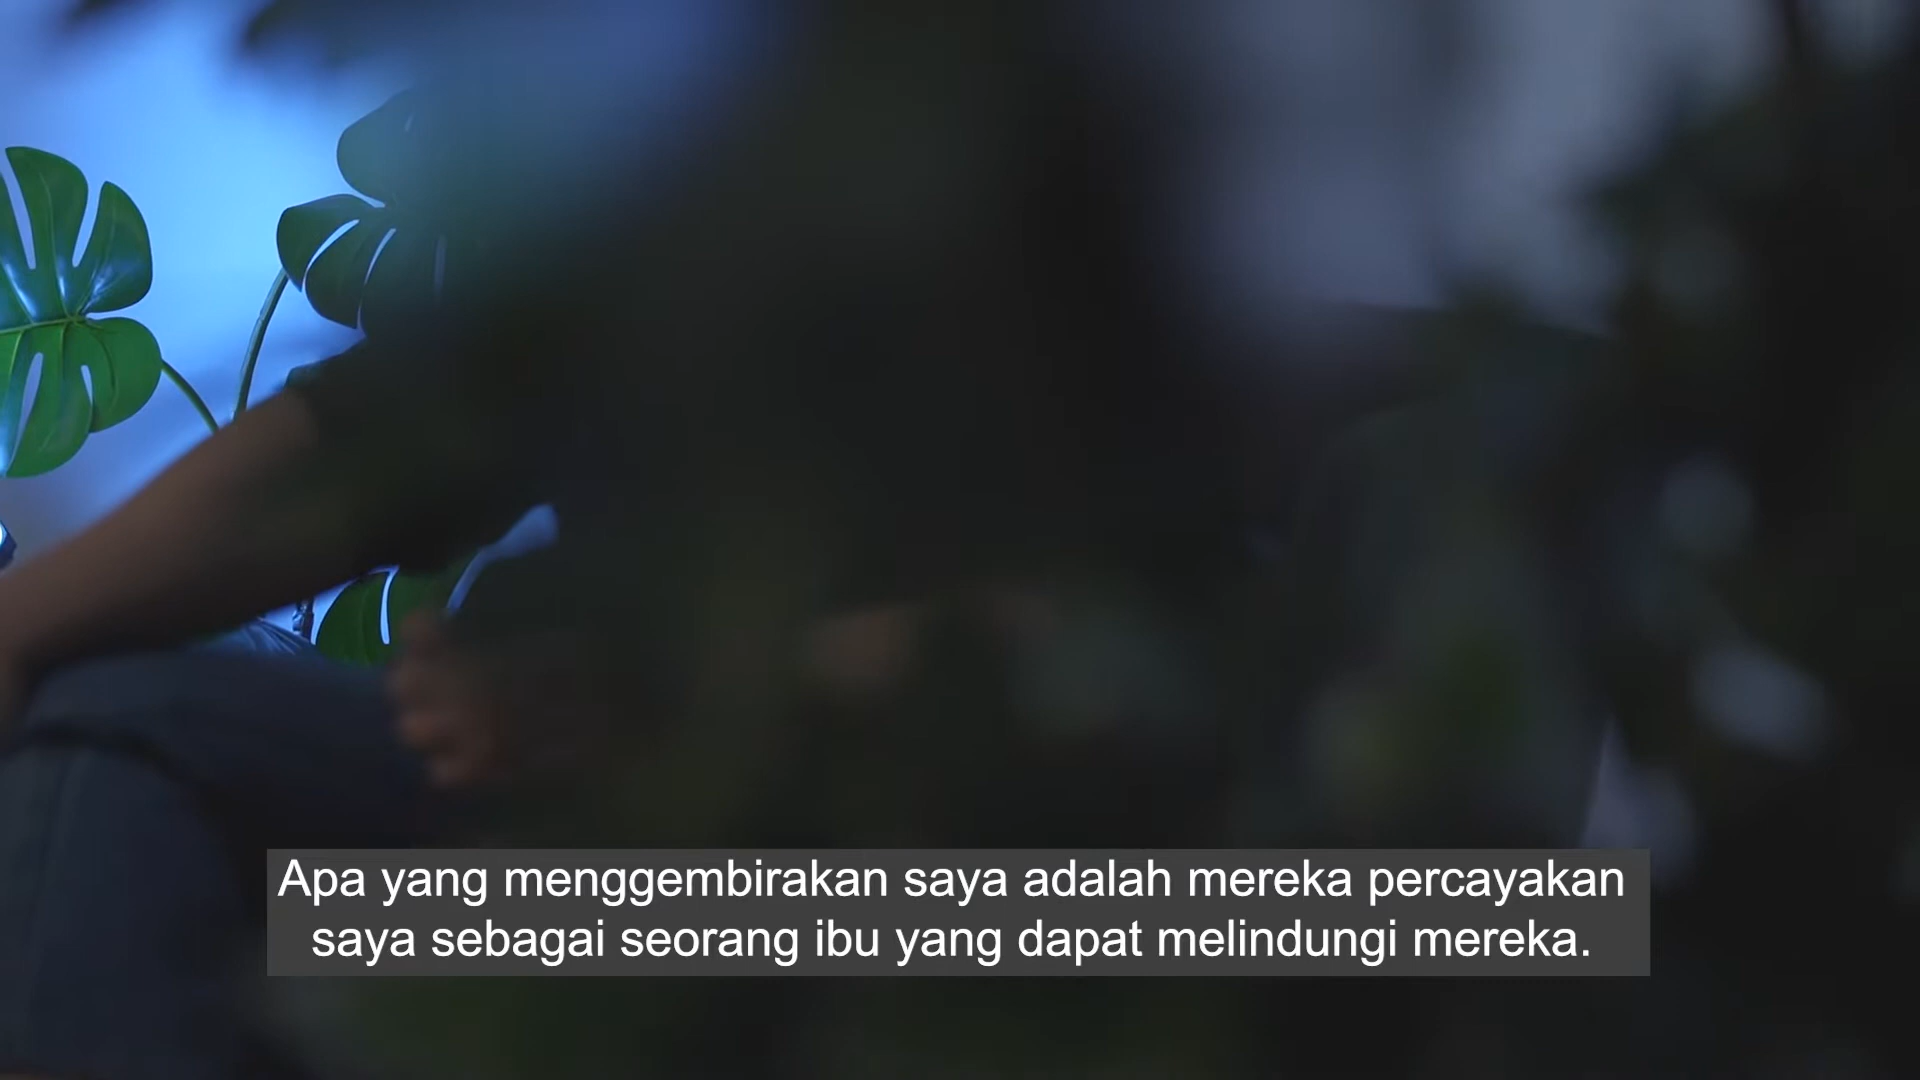 Apa yang menggembirakan saya adalah mereka percayakan
saya sebagai seorang ibu yang dapat melindungi mereka.